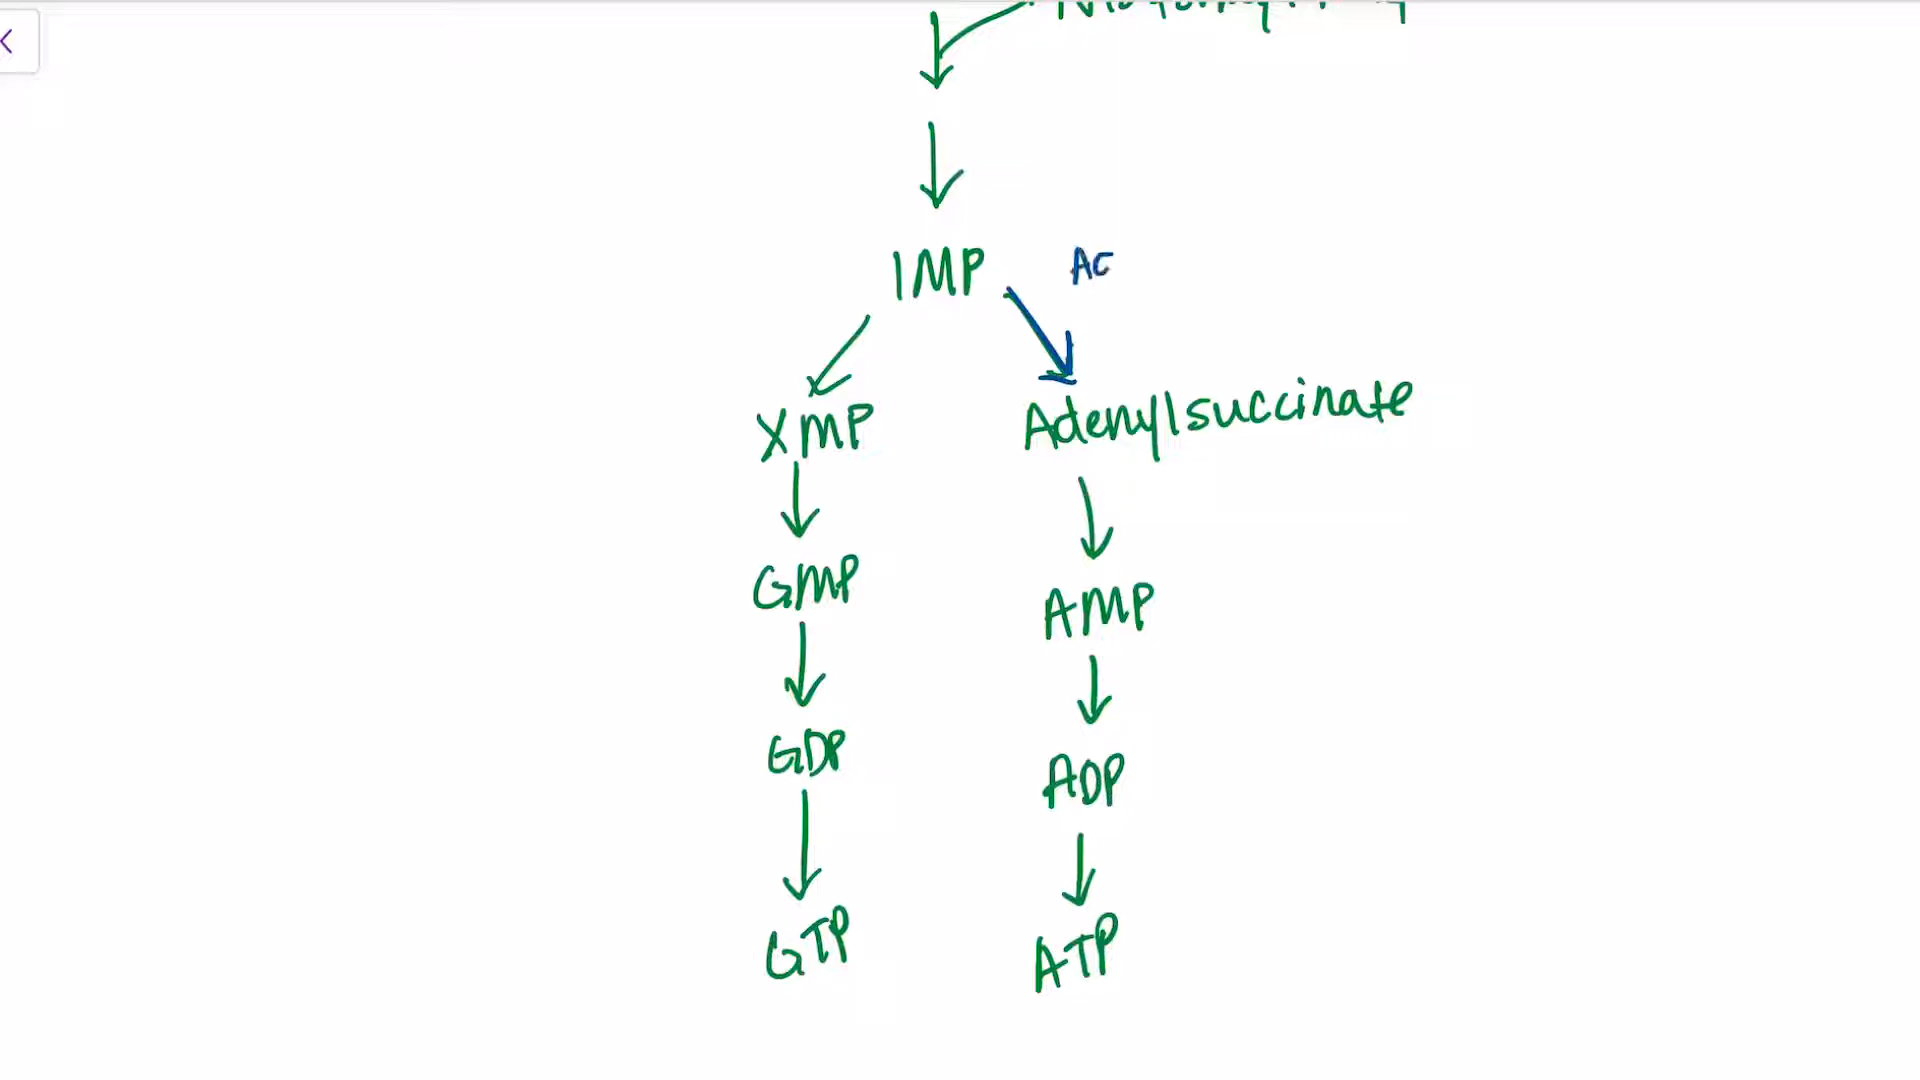 IMP
AC
XMP
Adenylsuccinate
GMP
AMP
GDP
ADP
GTP
ATP